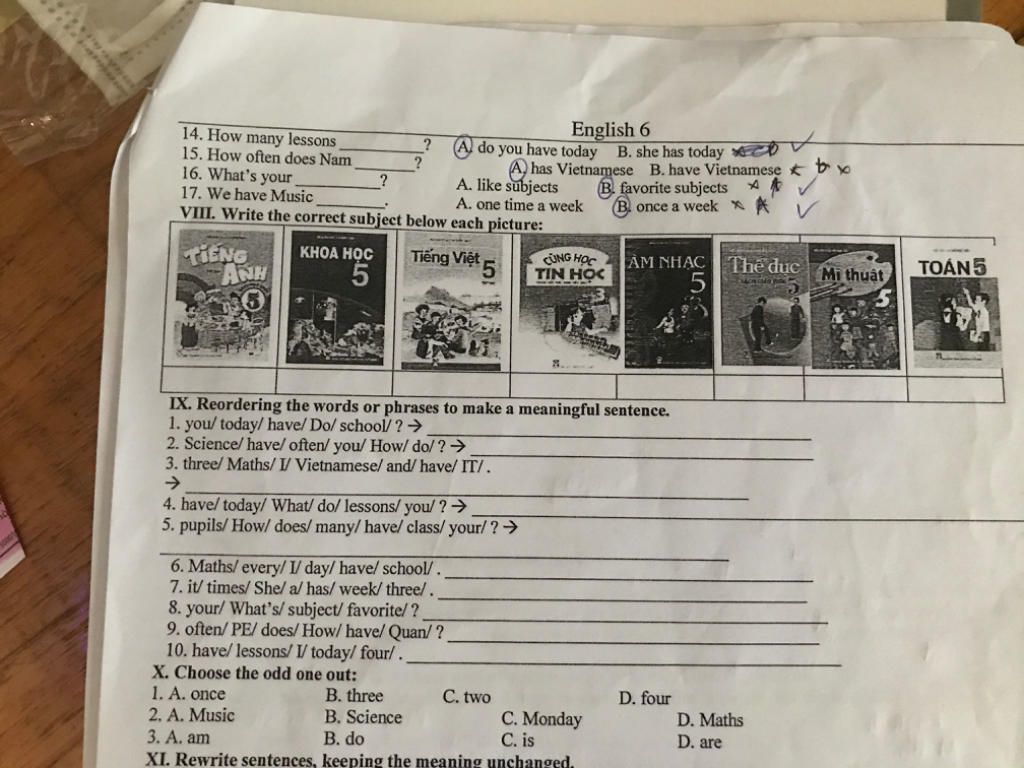 English 6
14. How many lessons __________? A. do you have today B. she has today
15. How often does Nam _______? A. has Vietnamese B. have Vietnamese
16. What's your __________? A. like subjects B. favorite subjects
17. We have Music ________. A. one time a week B. once a week
VIII. Write the correct subject below each picture:
TIẾNG ANH 5
KHOA HỌC 5
Tiếng Việt 5
CÙNG HỌC TIN HỌC 3
ÂM NHẠC 5
Thể dục 5
Mĩ thuật 5
TOÁN 5
IX. Reordering the words or phrases to make a meaningful sentence.
1. you/ today/ have/ Do/ school/ ? →
2. Science/ have/ often/ you/ How/ do/ ? →
3. three/ Maths/ I/ Vietnamese/ and/ have/ IT/ .
→
4. have/ today/ What/ do/ lessons/ you/ ? →
5. pupils/ How/ does/ many/ have/ class/ your/ ? →
6. Maths/ every/ I/ day/ have/ school/ .
7. it/ times/ She/ a/ has/ week/ three/ .
8. your/ What's/ subject/ favorite/ ?
9. often/ PE/ does/ How/ have/ Quan/ ?
10. have/ lessons/ I/ today/ four/ .
X. Choose the odd one out:
1. A. once B. three C. two D. four
2. A. Music B. Science C. Monday D. Maths
3. A. am B. do C. is D. are
XI. Rewrite sentences, keeping the meaning unchanged.